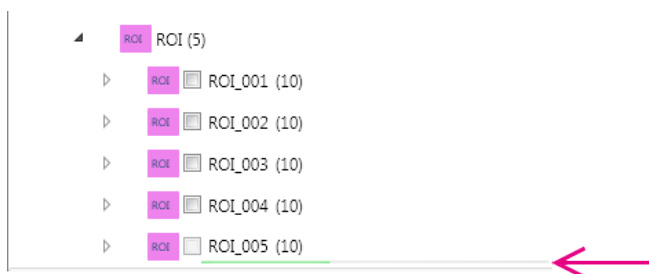 ROI ROI (5)
ROI ROI_001 (10)
ROI ROI_002 (10)
ROI ROI_003 (10)
ROI ROI_004 (10)
ROI ROI_005 (10)